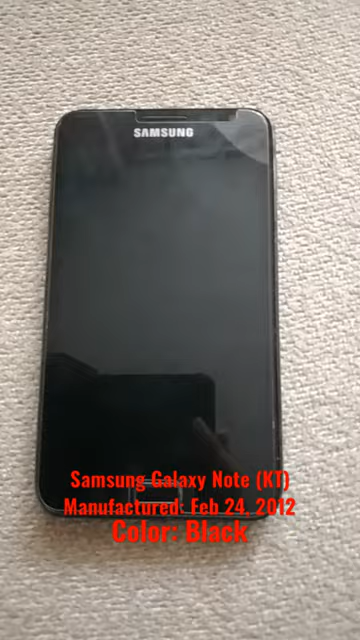 SAMSUNG
Samsung Galaxy Note (KT)
Manufactured: Feb 24, 2012
Color: Black